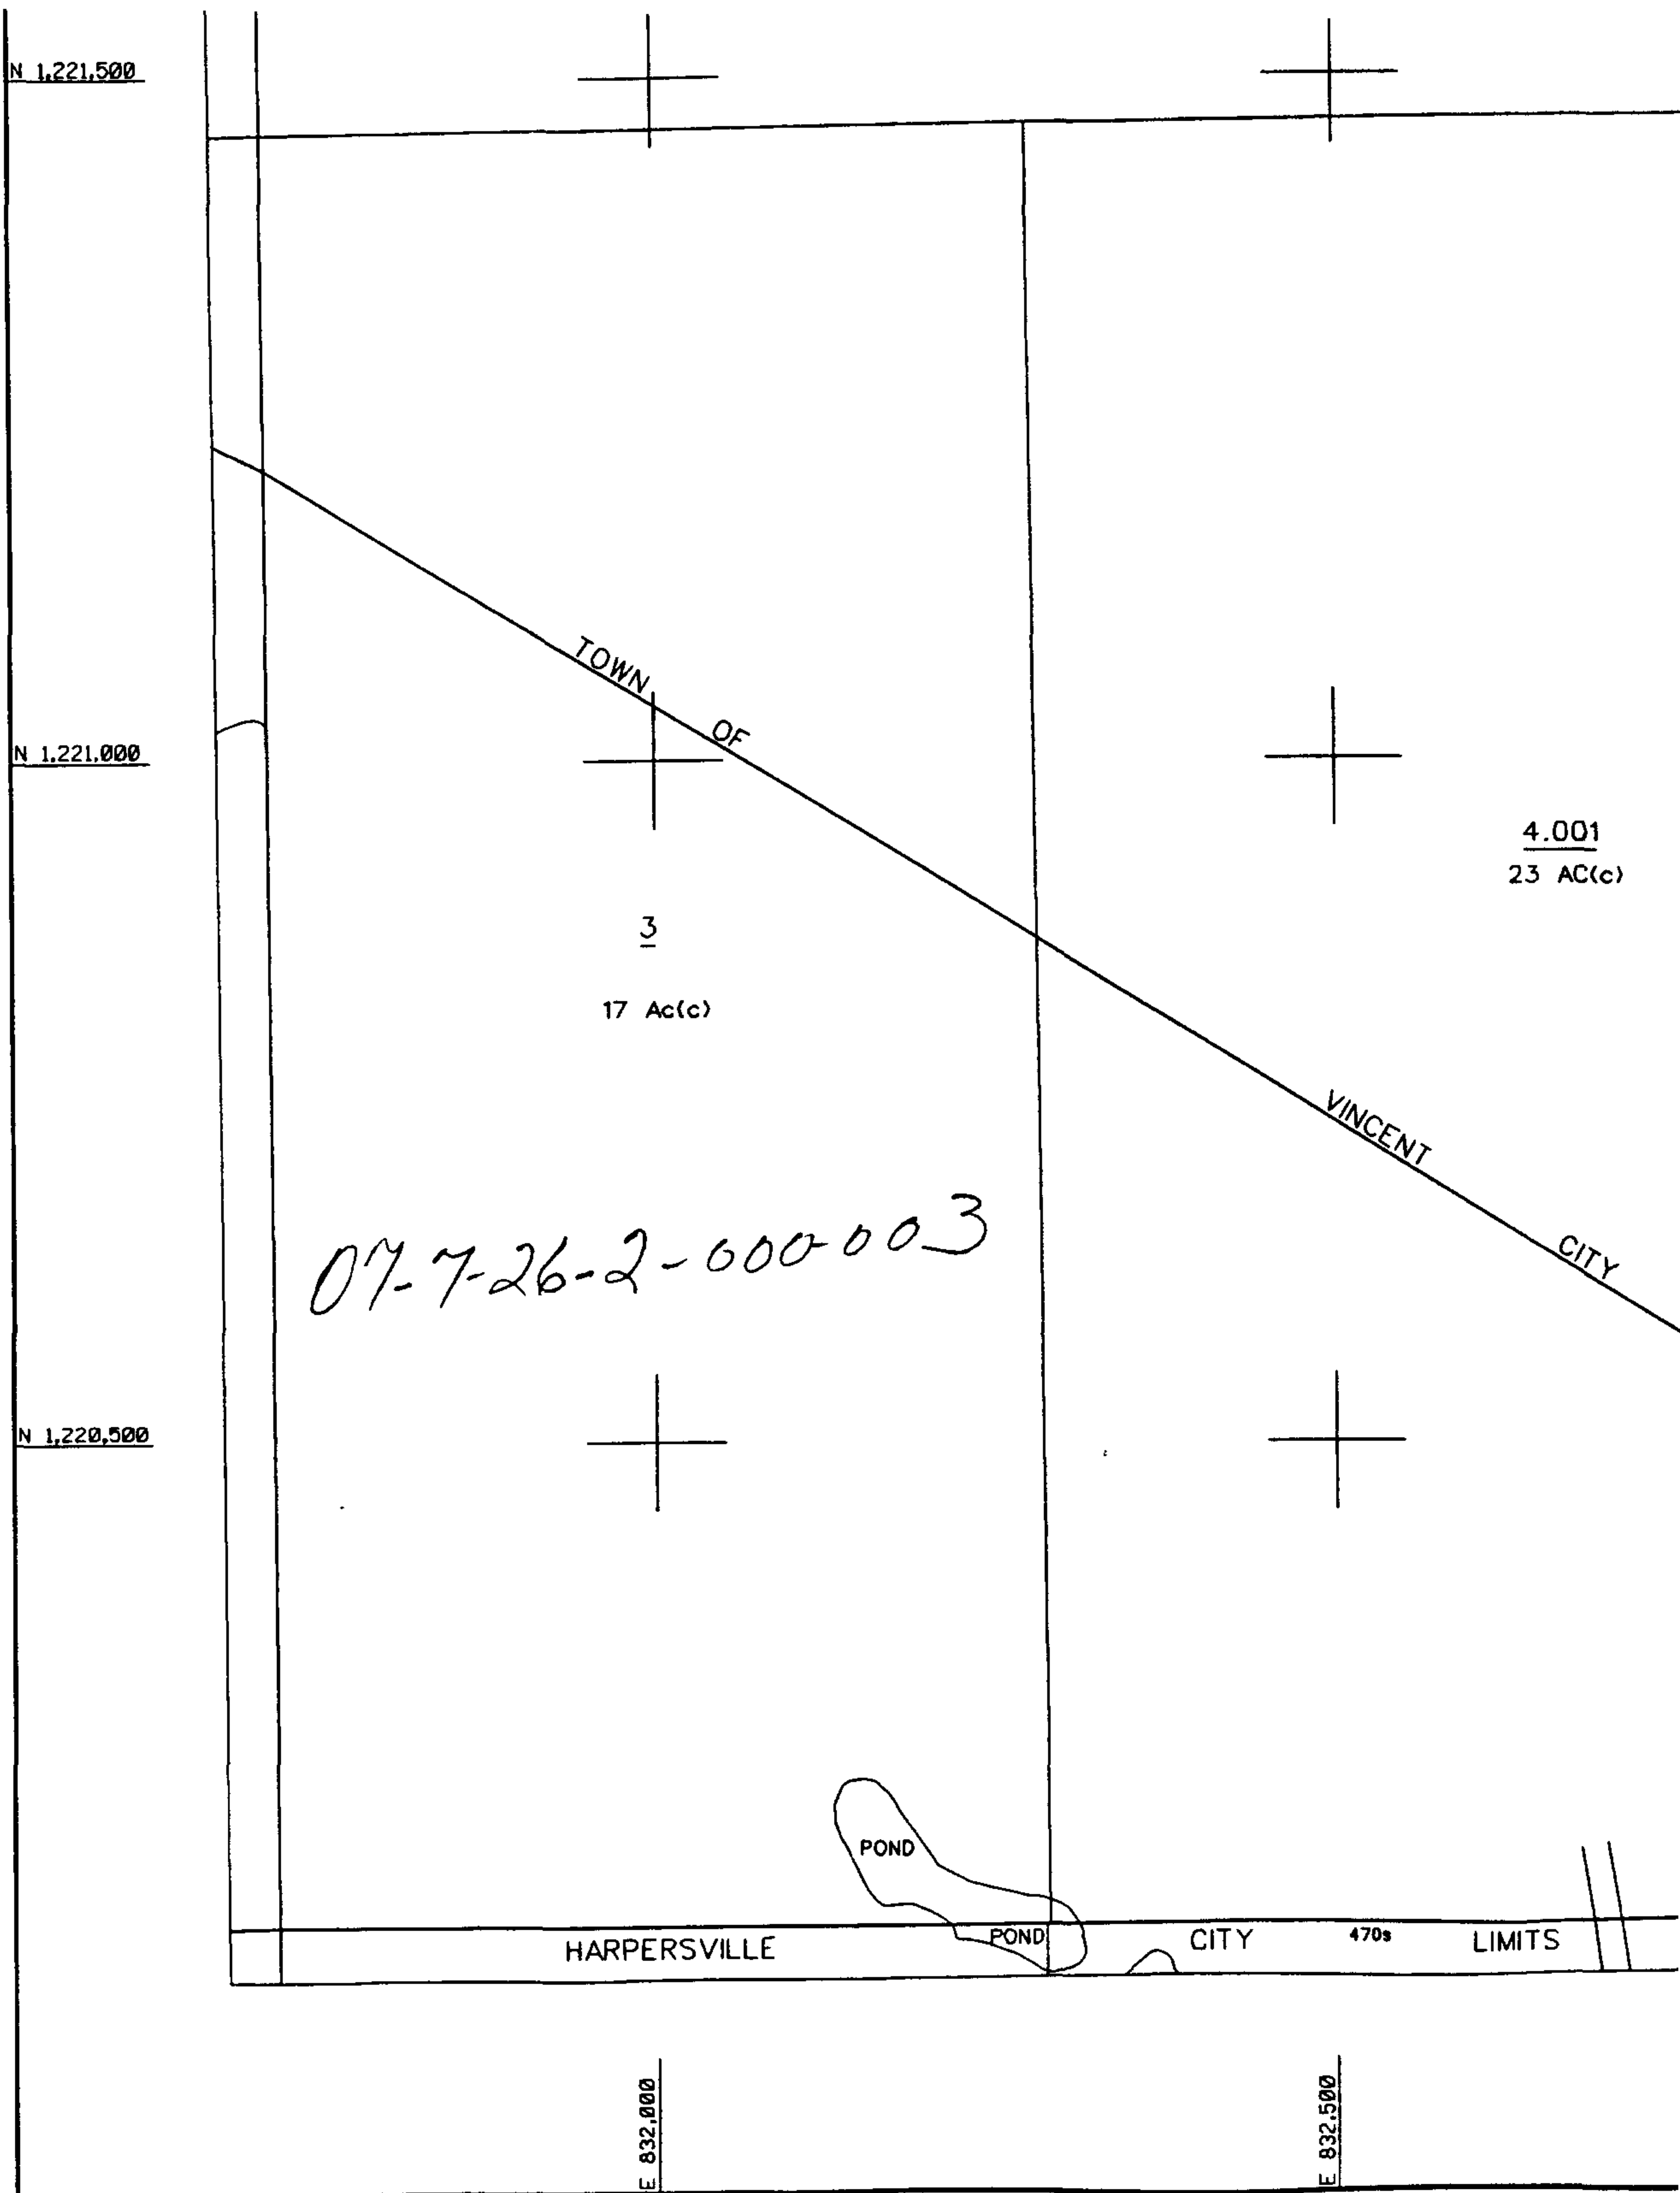 N 1,221,500
TOWN OF VINCENT CITY
N 1,221,000
4.001
23 AC(c)
3
17 Ac(c)
07-7-26-2-000-003
N 1,220,500
POND
HARPERSVILLE POND CITY 470s LIMITS
E 832,000
E 832,500